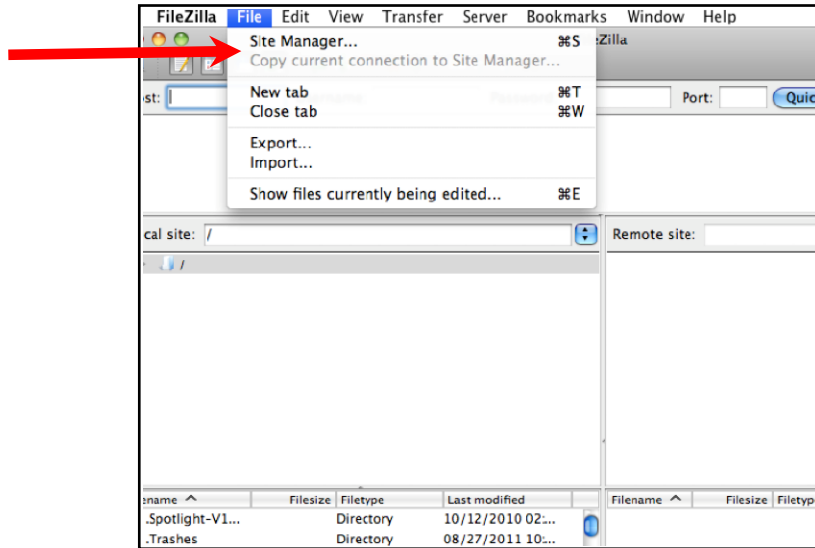 FileZilla File Edit View Transfer Server Bookmarks Window Help
Site Manager... ⌘S
Zilla
Copy current connection to Site Manager...
New tab ⌘T
st: Port: Quic
Close tab ⌘W
Export...
Import...
Show files currently being edited... ⌘E
cal site: / Remote site:
/
ename Filesize Filetype Last modified Filename Filesize Filetyp
.Spotlight-V1... Directory 10/12/2010 02:...
.Trashes Directory 08/27/2011 10:...